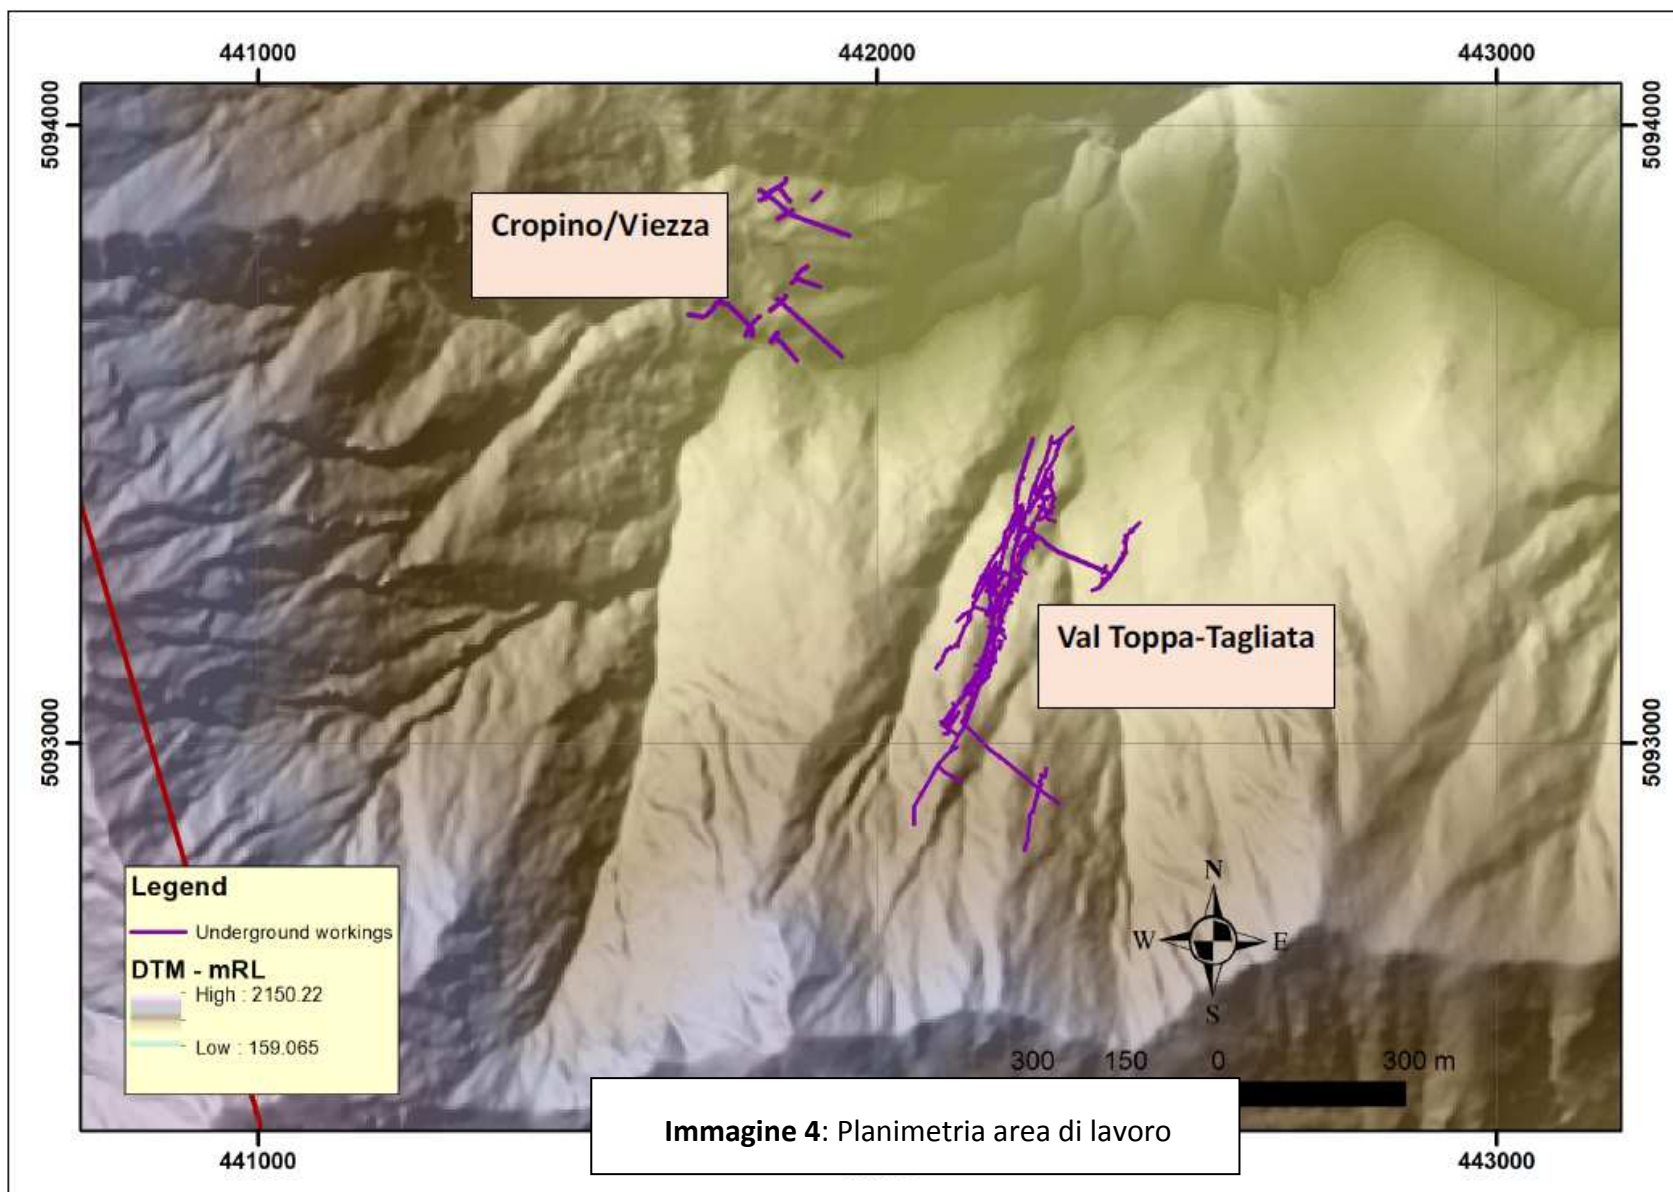 441000
442000
443000
5094000
5094000
Cropino/Viezza
Val Toppa-Tagliata
5093000
5093000
Legend
Underground workings
DTM - mRL
High : 2150.22
Low : 159.065
N
W
E
S
300 150 0 300 m
Immagine 4: Planimetria area di lavoro
441000
443000